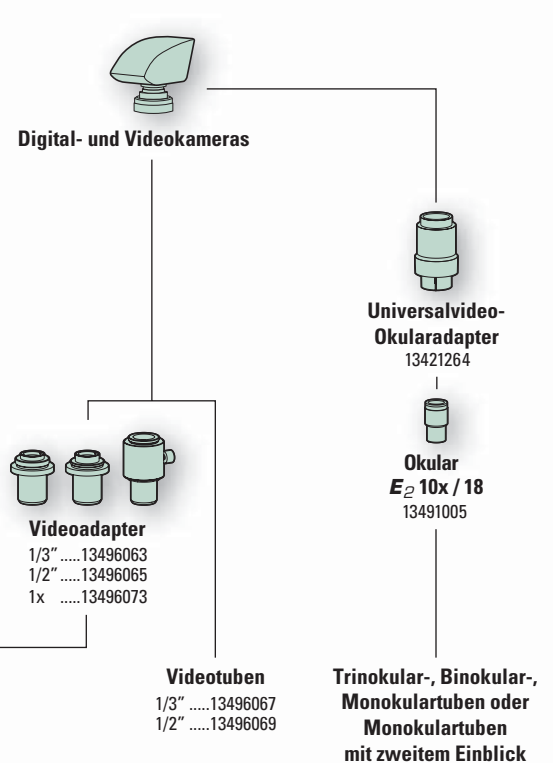 Digital- und Videokameras
Universalvideo-
Okularadapter
13421264
Okular
E2 10x / 18
13491005
Videoadapter
1/3" .....13496063
1/2" .....13496065
1x .....13496073
Videotuben
1/3" .....13496067
1/2" .....13496069
Trinokular-, Binokular-,
Monokulartuben oder
Monokulartuben
mit zweitem Einblick